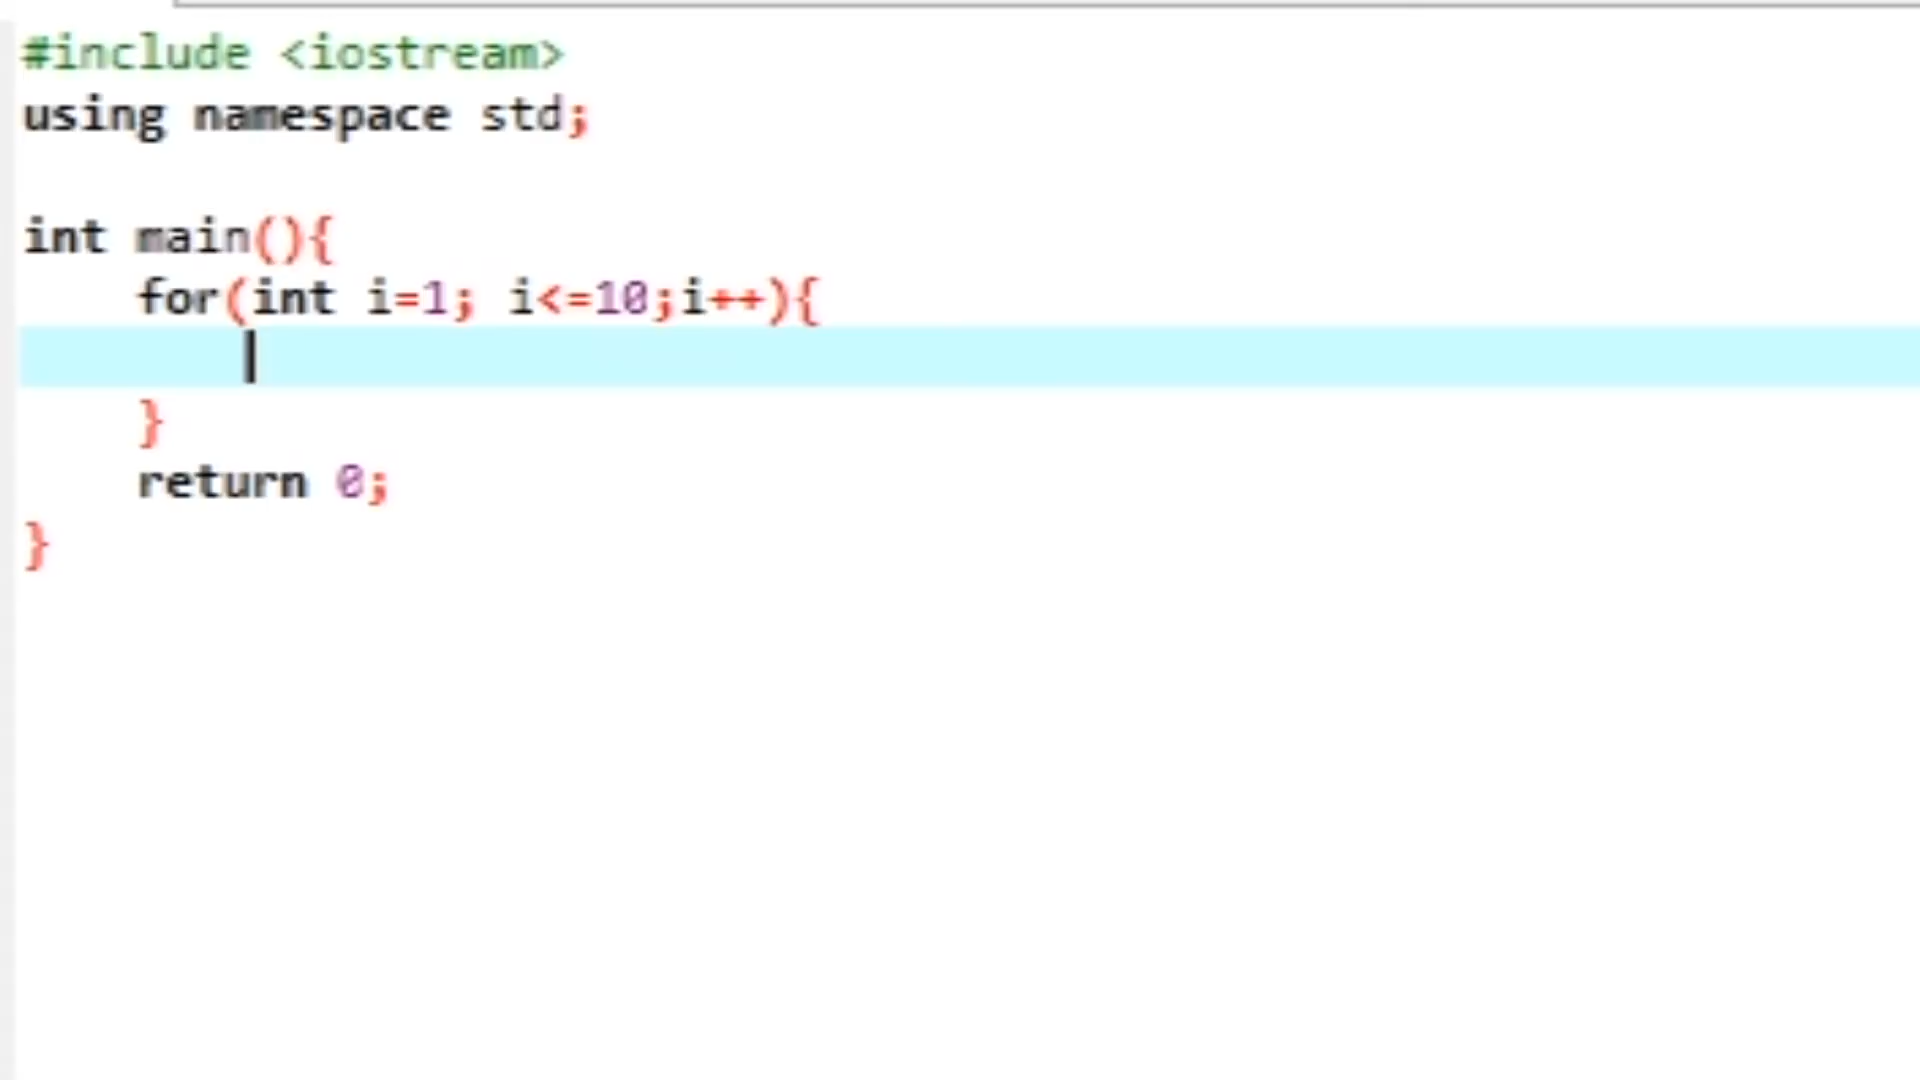 #include <iostream>
using namespace std;
int main(){
for(int i=1; i<=10;i++){
}
return 0;
}